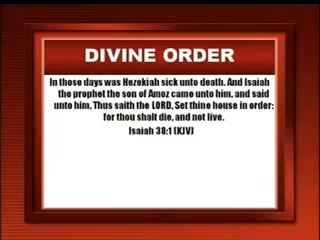 DIVINE ORDER
In those days was Hezekiah sick unto death. And Isaiah
the prophet the son of Amoz came unto him, and said
unto him, Thus saith the LORD, Set thine house in order:
for thou shalt die, and not live.
Isaiah 38:1 (KJV)